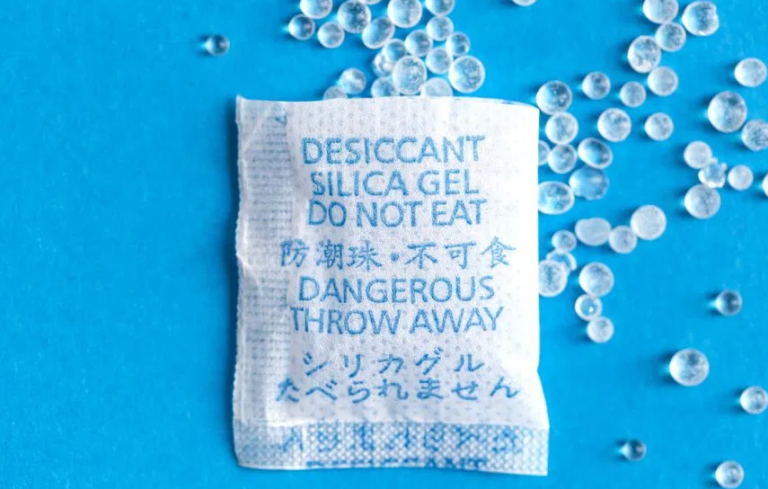 DESICCANT
SILICA GEL
DO NOT EAT
防潮珠・不可食
DANGEROUS
THROW AWAY
シリカゲル
たべられません